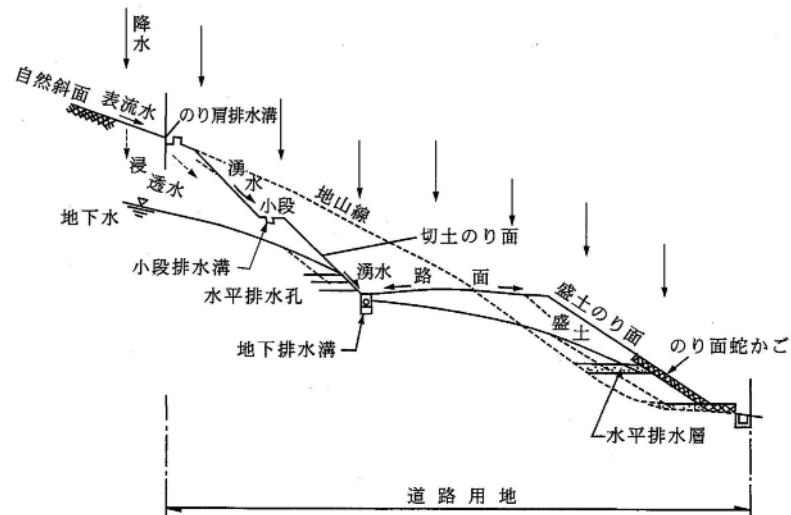 降水
自然斜面
表流水
のり肩排水溝
浸透水
湧水
小段
地山線
地下水
切土のり面
小段排水溝
湧水
路面
水平排水孔
盛土のり面
盛土
のり面蛇かご
地下排水溝
水平排水層
道路用地